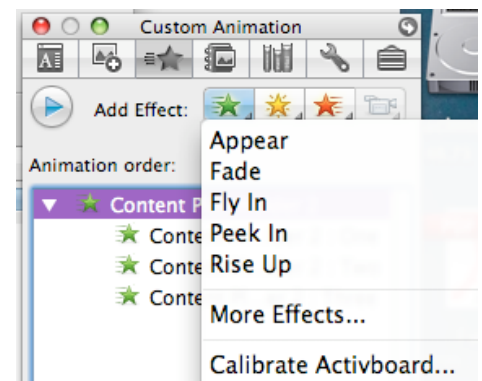 Custom Animation
Add Effect:
Animation order:
Appear
Fade
Fly In
Peek In
Rise Up
More Effects...
Calibrate Activboard...
Content P
Conte
Conte
Conte